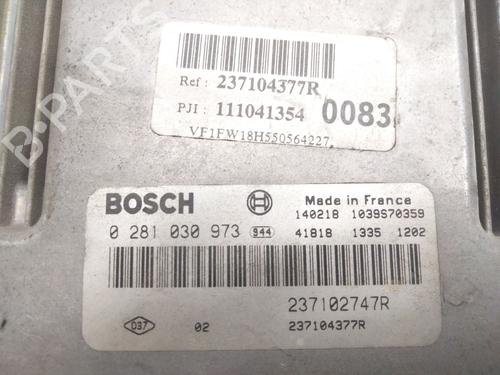 Ref : 237104377R
PJI : 111041354 0083
VF1FW18H550564227
BOSCH Made in France
140218 1039S70359
0 281 030 973 944 41818 1335 1202
237102747R
D37 02 237104377R
B-PARTS